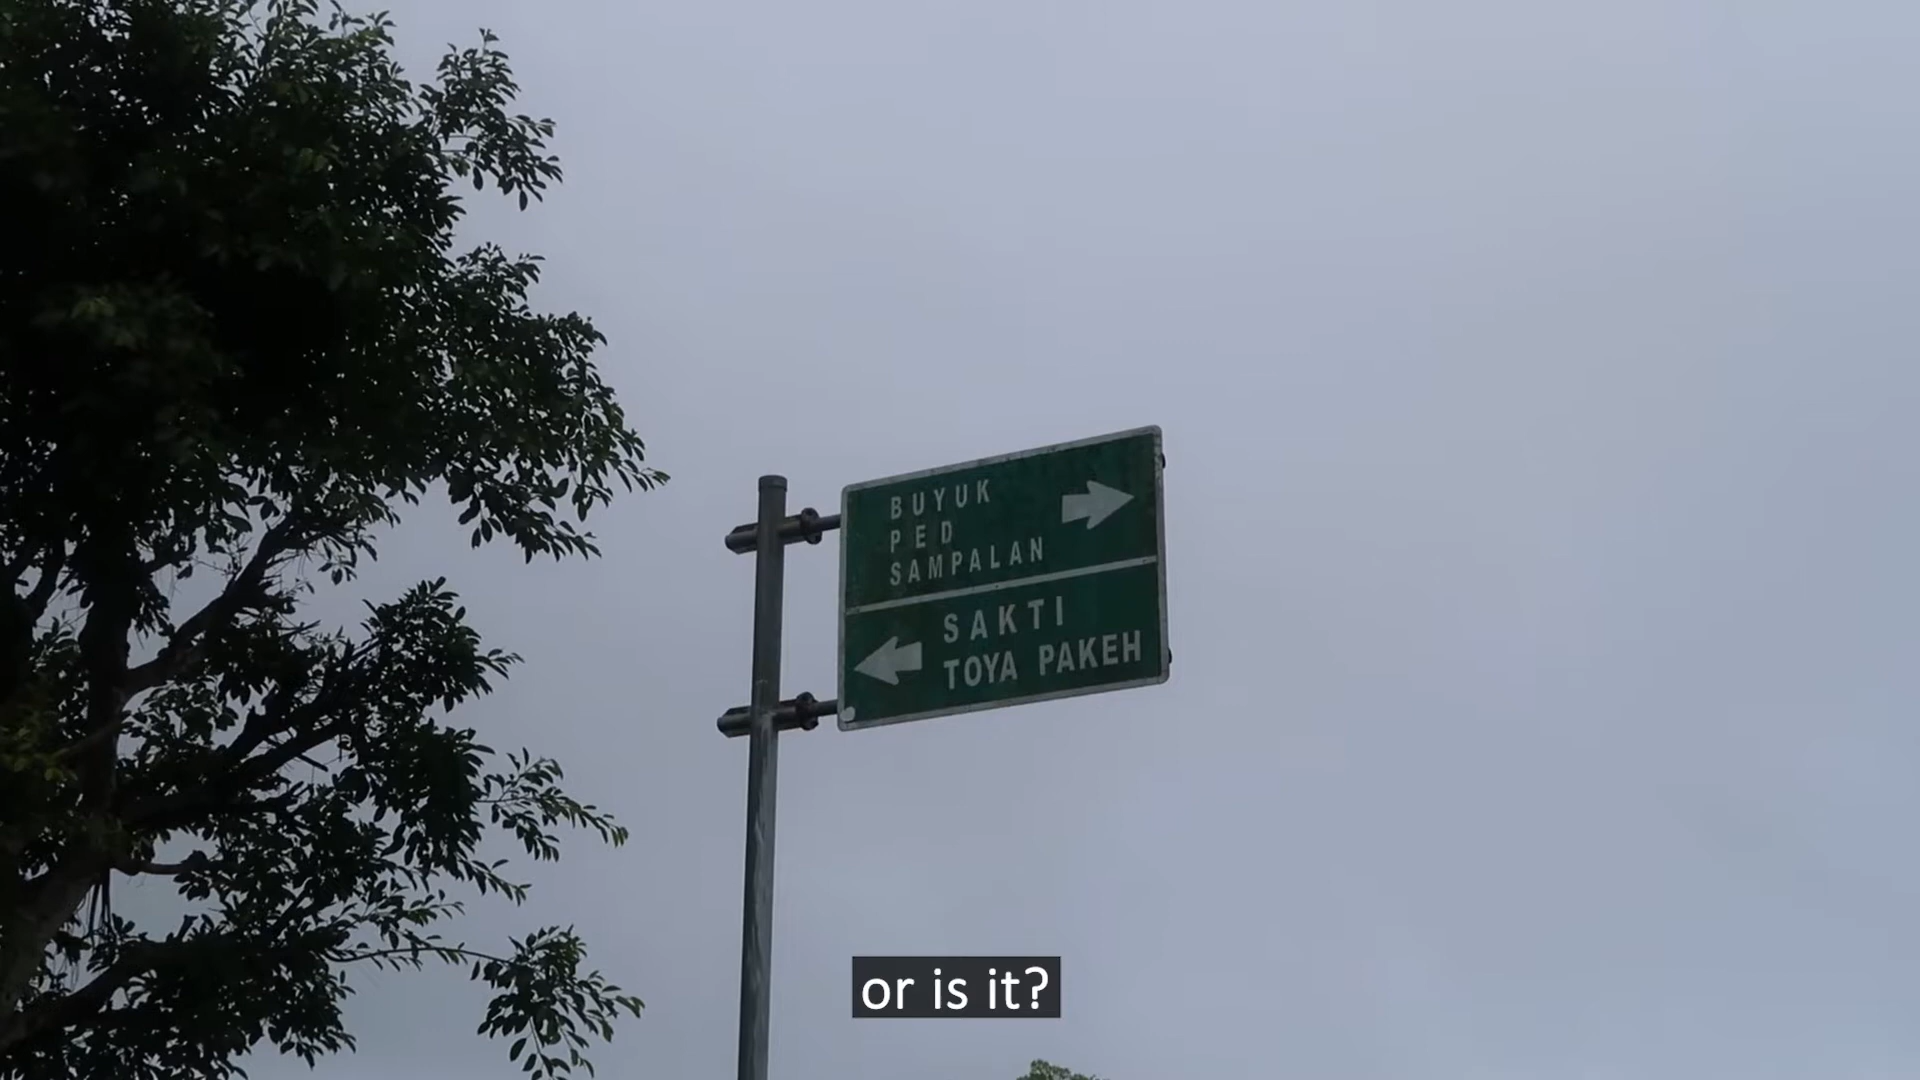 BUYUK
PED
SAMPALAN
SAKTI
TOYA PAKEH
or is it?